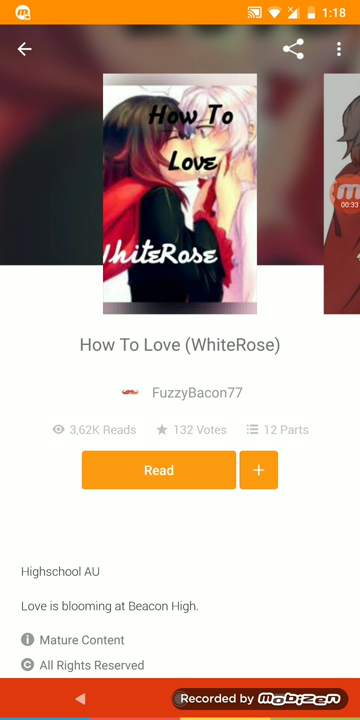 1:18
How To
Love
WhiteRose
00:33
How To Love (WhiteRose)
FuzzyBacon77
3,62K Reads
132 Votes
12 Parts
Read
+
Highschool AU
Love is blooming at Beacon High.
Mature Content
All Rights Reserved
Recorded by mobizen